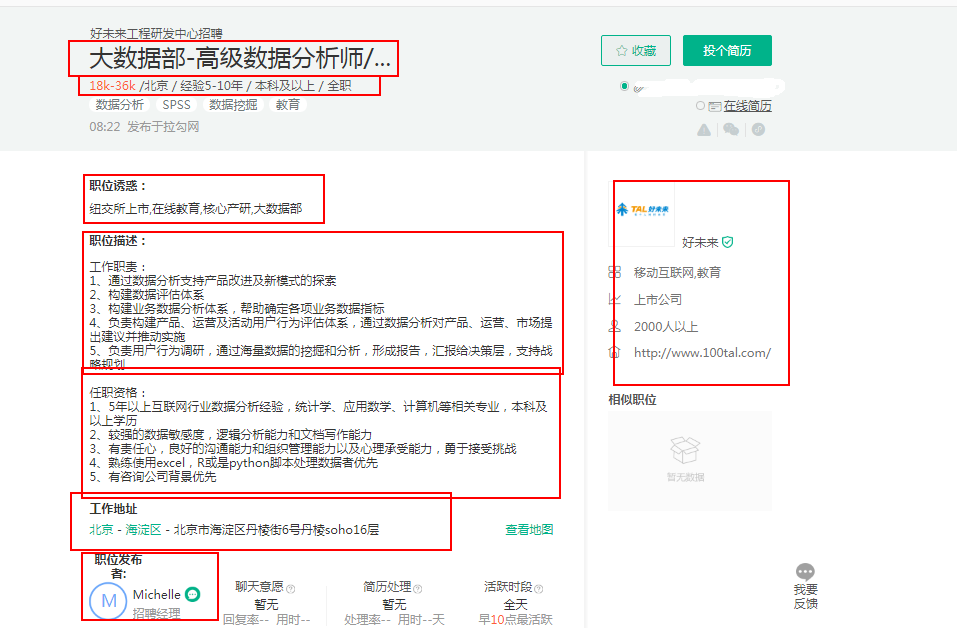 好未来工程研发中心招聘
大数据部-高级数据分析师/...
18k-36k /北京 / 经验5-10年 / 本科及以上 / 全职
数据分析 SPSS 数据挖掘 教育
08:22 发布于拉勾网
收藏
投个简历
在线简历
职位诱惑：
纽交所上市,在线教育,核心产研,大数据部
职位描述：
工作职责：
1、通过数据分析支持产品改进及新模式的探索
2、构建数据评估体系
3、构建业务数据分析体系，帮助确定各项业务数据指标
4、负责构建产品、运营及活动用户行为评估体系，通过数据分析对产品、运营、市场提
出建议并推动实施
5、负责用户行为调研，通过海量数据的挖掘和分析，形成报告，汇报给决策层，支持战
略规划
任职资格：
1、5年以上互联网行业数据分析经验，统计学、应用数学、计算机等相关专业，本科及
以上学历
2、较强的数据敏感度，逻辑分析能力和文档写作能力
3、有责任心，良好的沟通能力和组织管理能力以及心理承受能力，勇于接受挑战
4、熟练使用excel，R或是python脚本处理数据者优先
5、有咨询公司背景优先
工作地址
北京 - 海淀区 - 北京市海淀区丹棱街6号丹棱soho16层
查看地图
职位发布
者:
M
Michelle
招聘经理
聊天意愿
暂无
回复率-- 用时--
简历处理
暂无
处理率-- 用时--天
活跃时段
全天
早10点最活跃
TAL 好未来
好未来
移动互联网,教育
上市公司
2000人以上
http://www.100tal.com/
相似职位
暂无数据
我要
反馈